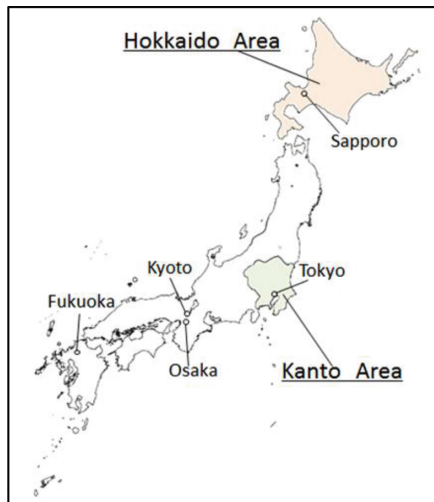 Hokkaido Area
Sapporo
Kyoto
Tokyo
Fukuoka
Osaka
Kanto Area